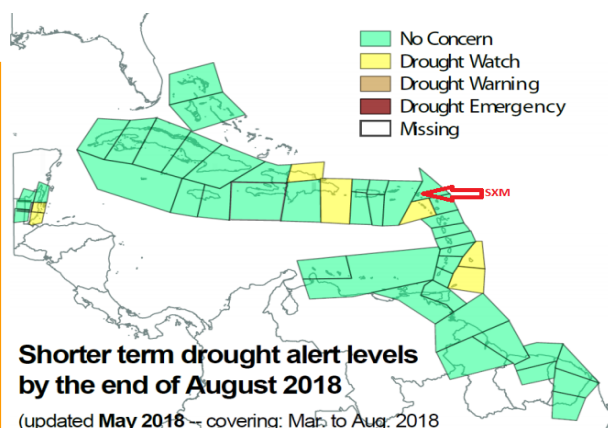 No Concern
Drought Watch
Drought Warning
Drought Emergency
Missing
SXM
Shorter term drought alert levels
by the end of August 2018
(updated May 2018 -- covering: Mar. to Aug. 2018